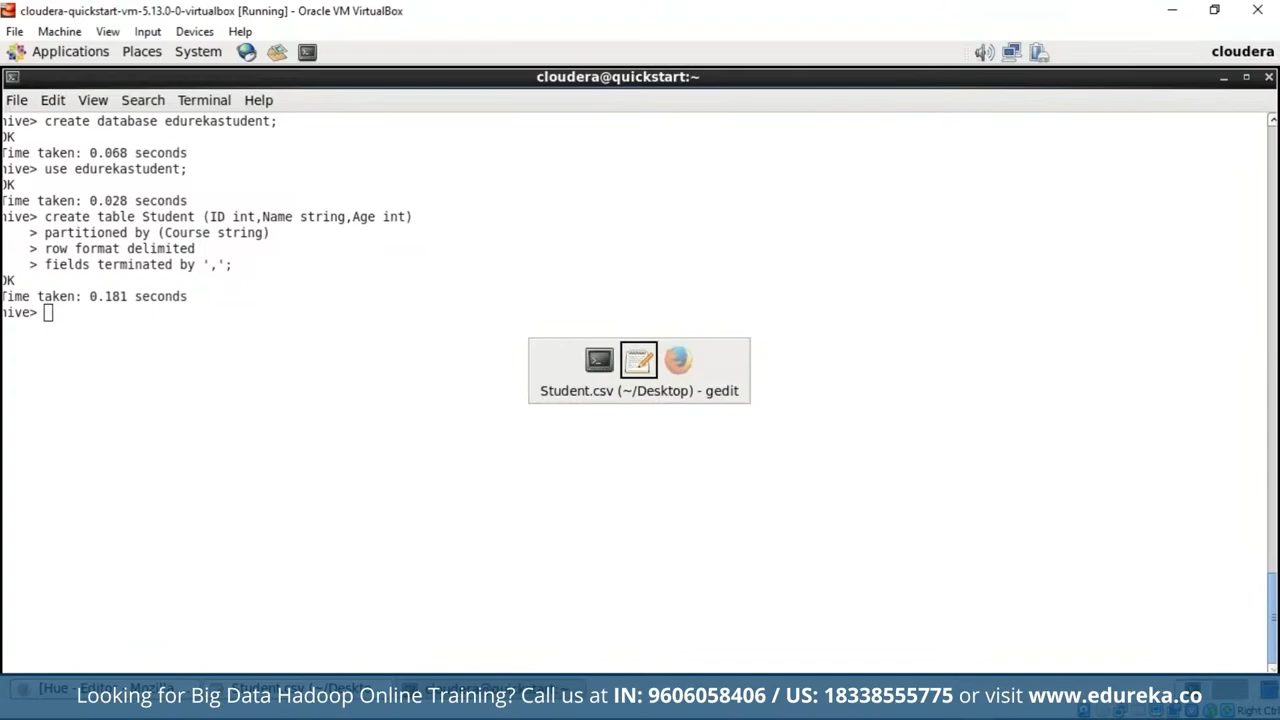 cloudera-quickstart-vm-5.13.0-0-virtualbox [Running] - Oracle VM VirtualBox
File Machine View Input Devices Help
Applications Places System cloudera
cloudera@quickstart:~
File Edit View Search Terminal Help
hive> create database edurekastudent;
OK
Time taken: 0.068 seconds
hive> use edurekastudent;
OK
Time taken: 0.028 seconds
hive> create table Student (ID int,Name string,Age int)
> partitioned by (Course string)
> row format delimited
> fields terminated by ',';
OK
Time taken: 0.181 seconds
hive>
Student.csv (~/Desktop) - gedit
Looking for Big Data Hadoop Online Training? Call us at IN: 9606058406 / US: 18338555775 or visit www.edureka.co
Right Ctrl